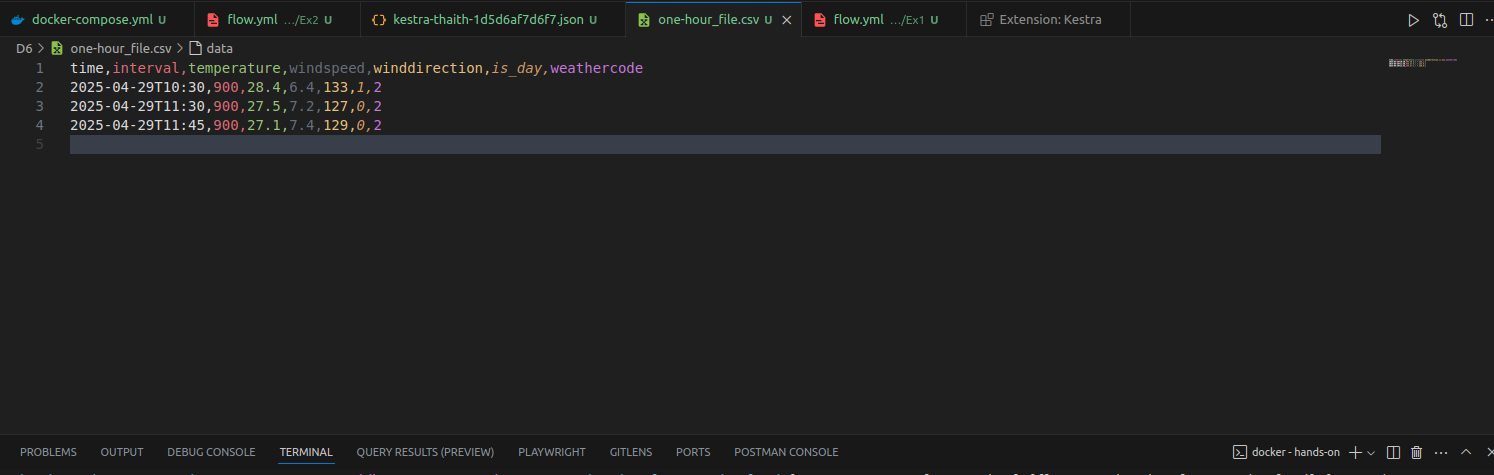 docker-compose.yml U flow.yml .../Ex2 U kestra-thaith-1d5d6af7d6f7.json U one-hour_file.csv U flow.yml .../Ex1 U Extension: Kestra
D6 > one-hour_file.csv > data
1 time,interval,temperature,windspeed,winddirection,is_day,weathercode
2 2025-04-29T10:30,900,28.4,6.4,133,1,2
3 2025-04-29T11:30,900,27.5,7.2,127,0,2
4 2025-04-29T11:45,900,27.1,7.4,129,0,2
5
PROBLEMS OUTPUT DEBUG CONSOLE TERMINAL QUERY RESULTS (PREVIEW) PLAYWRIGHT GITLENS PORTS POSTMAN CONSOLE docker - hands-on